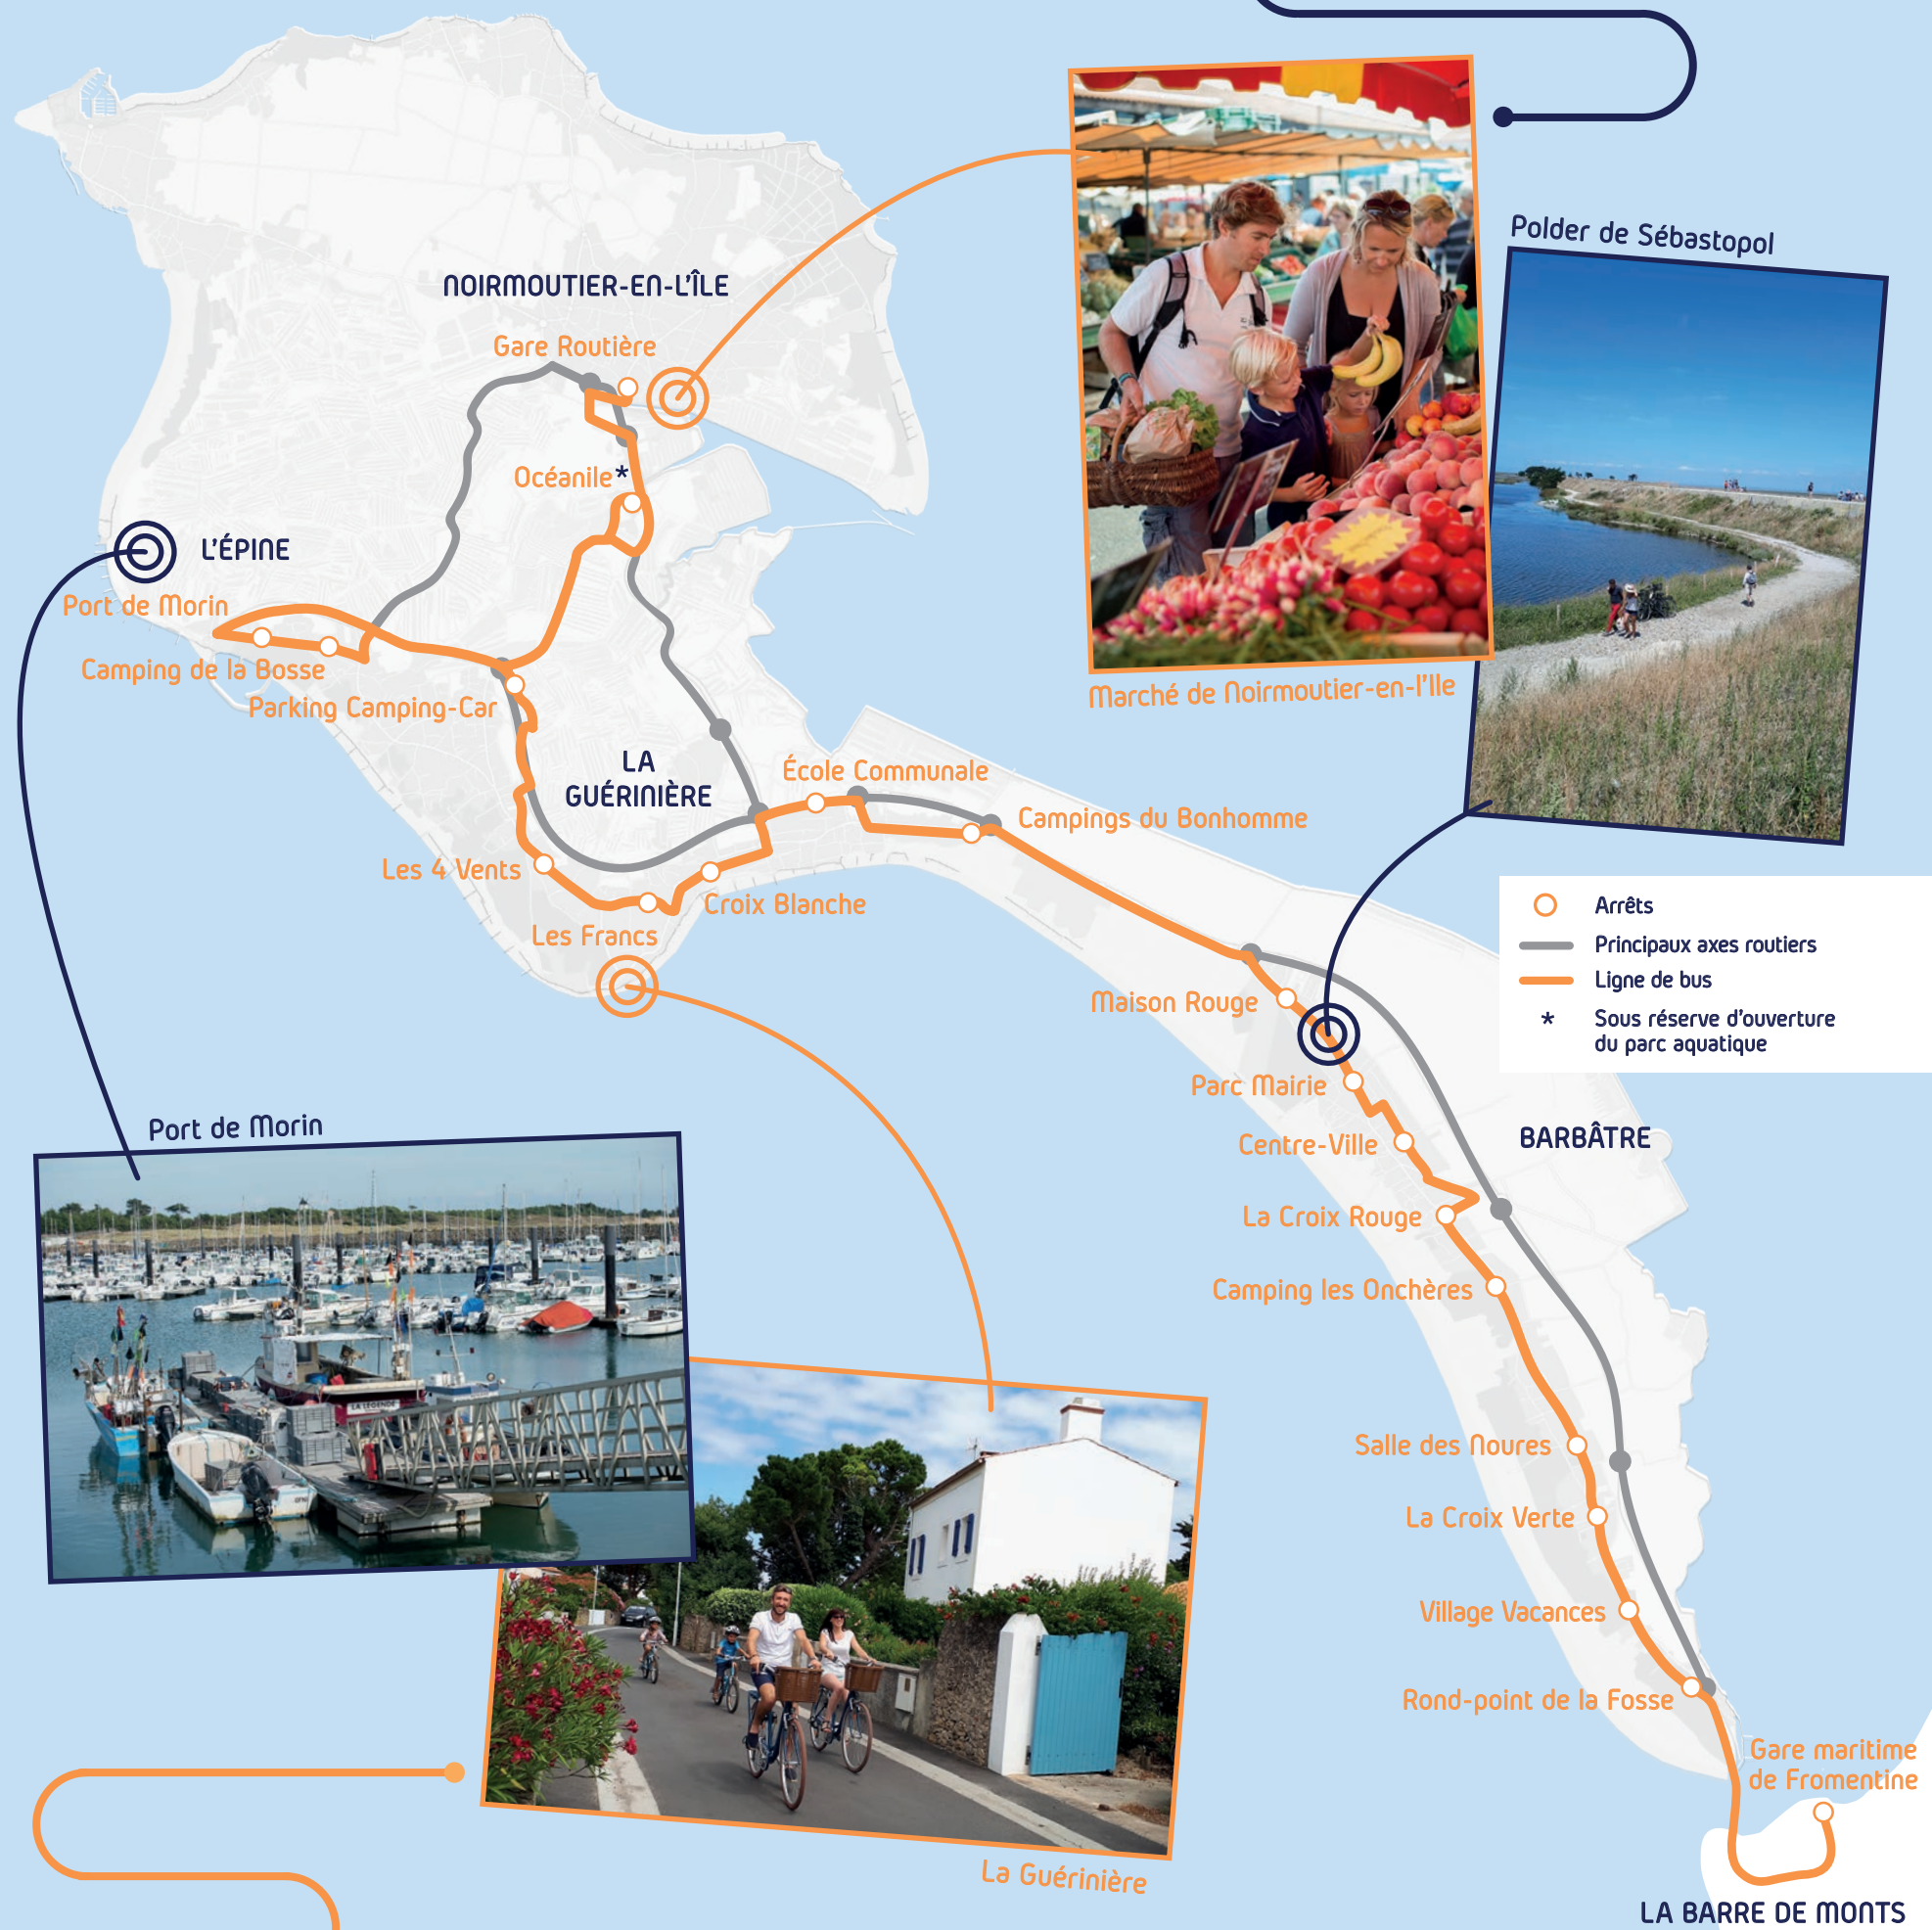 Polder de Sébastopol
NOIRMOUTIER-EN-L'ÎLE
Gare Routière
Océanile*
L'ÉPINE
Port de Morin
Camping de la Bosse
Parking Camping-Car
Marché de Noirmoutier-en-l'Ile
LA
GUÉRINIÈRE
École Communale
Campings du Bonhomme
Les 4 Vents
Croix Blanche
Les Francs
Arrêts
Principaux axes routiers
Ligne de bus
* Sous réserve d'ouverture
du parc aquatique
Maison Rouge
Parc Mairie
Centre-Ville
BARBÂTRE
Port de Morin
La Croix Rouge
Camping les Onchères
LA LEGENDE
Salle des Noures
La Croix Verte
Village Vacances
Rond-point de la Fosse
Gare maritime
de Fromentine
La Guérinière
LA BARRE DE MONTS